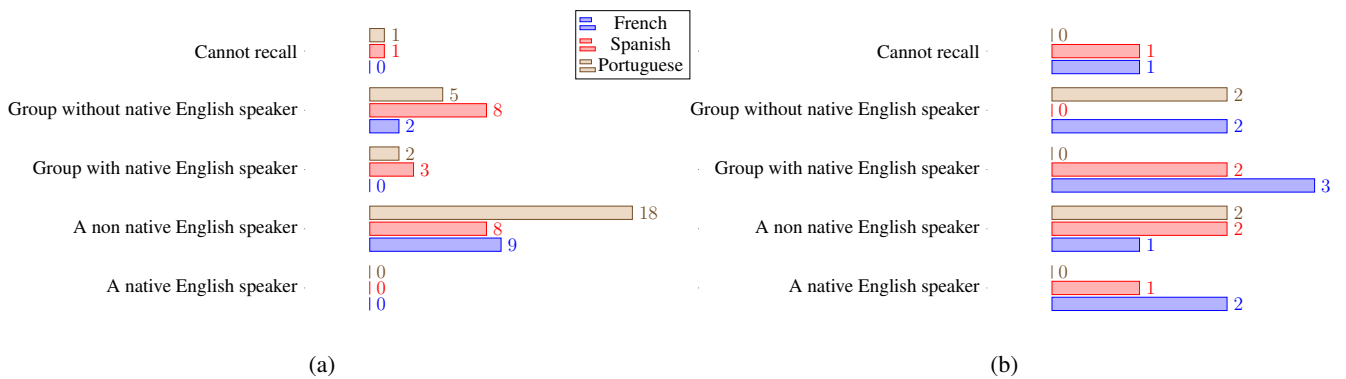 French
Spanish
Portuguese
Cannot recall
1
1
0
Group without native English speaker
5
8
2
Group with native English speaker
2
3
0
A non native English speaker
18
8
9
A native English speaker
0
0
0
(a)
Cannot recall
0
1
1
Group without native English speaker
2
0
2
Group with native English speaker
0
2
3
A non native English speaker
2
2
1
A native English speaker
0
1
2
(b)